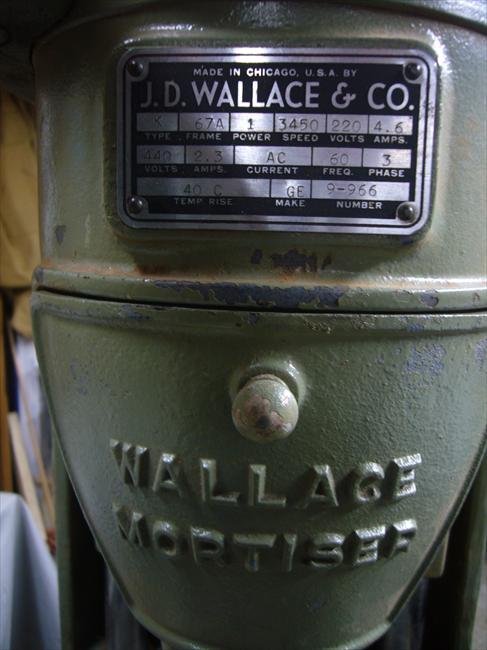 MADE IN CHICAGO, U.S.A. BY
J.D. WALLACE & CO.
K 67A 1 3450 220 4.6
TYPE FRAME POWER SPEED VOLTS AMPS.
440 2.3 AC 60 3
VOLTS AMPS. CURRENT FREQ. PHASE
40 C GE 9-966
TEMP. RISE MAKE NUMBER
WALLACE
MORTISER